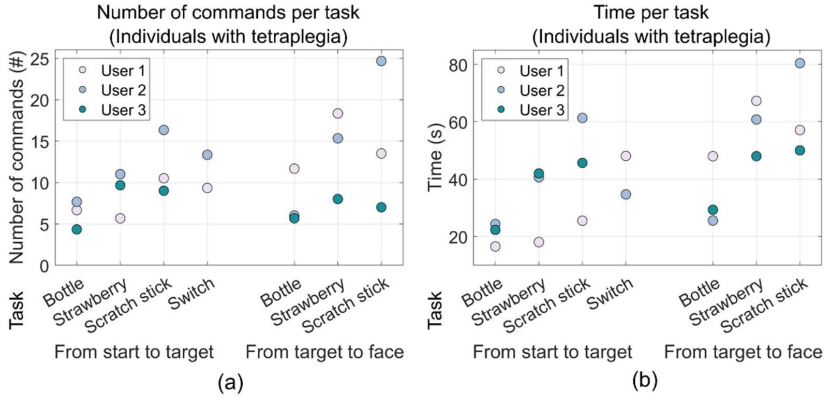 Number of commands per task
(Individuals with tetraplegia)
Number of commands (#)
25
20
15
10
5
0
User 1
User 2
User 3
Task
Bottle
Strawberry
Scratch stick
Switch
Bottle
Strawberry
Scratch stick
From start to target
From target to face
(a)
Time per task
(Individuals with tetraplegia)
Time (s)
80
60
40
20
User 1
User 2
User 3
Task
Bottle
Strawberry
Scratch stick
Switch
Bottle
Strawberry
Scratch stick
From start to target
From target to face
(b)